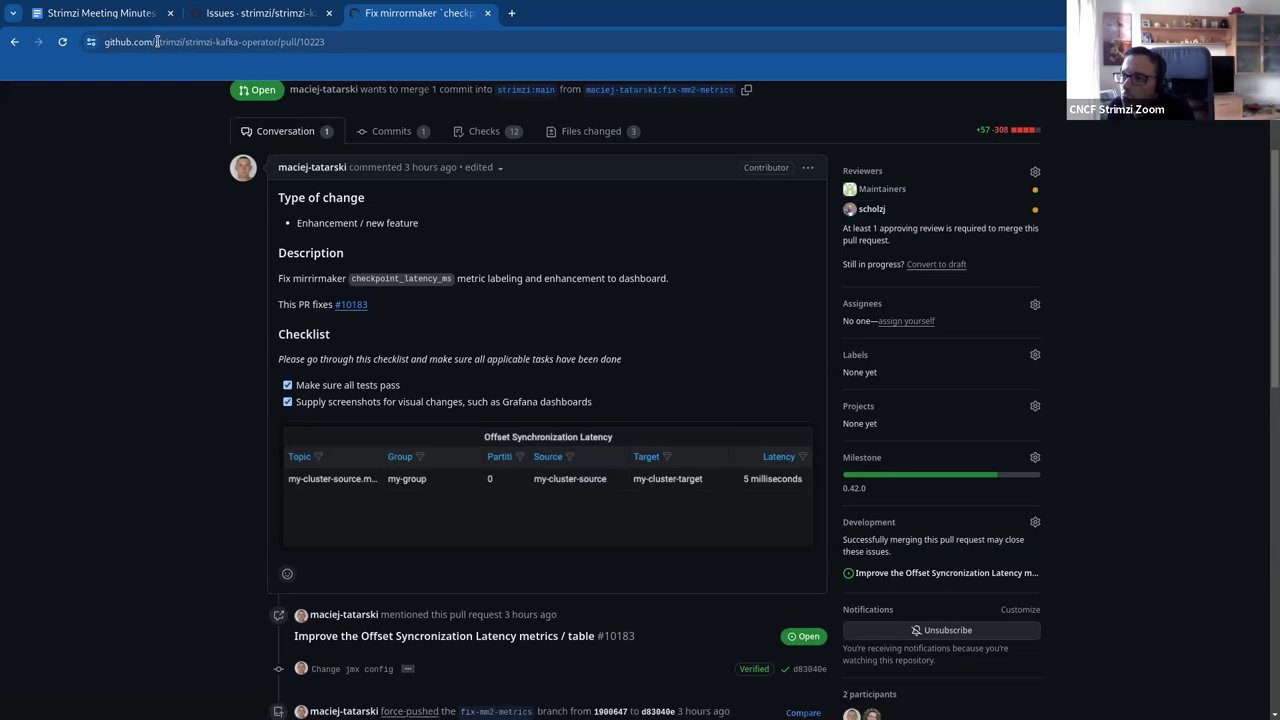 Strimzi Meeting Minutes
Issues · strimzi/strimzi-ka
Fix mirrormaker `checkp
github.com/strimzi/strimzi-kafka-operator/pull/10223
CNCF Strimzi Zoom
Open
maciej-tatarski wants to merge 1 commit into strimzi:main from maciej-tatarski:fix-mm2-metrics
Conversation 1
Commits 1
Checks 12
Files changed 3
+57 -308
maciej-tatarski commented 3 hours ago • edited
Contributor
Type of change
Enhancement / new feature
Description
Fix mirrirmaker checkpoint_latency_ms metric labeling and enhancement to dashboard.
This PR fixes #10183
Checklist
Please go through this checklist and make sure all applicable tasks have been done
Make sure all tests pass
Supply screenshots for visual changes, such as Grafana dashboards
Offset Synchronization Latency
Topic Group Partiti Source Target Latency
my-cluster-source.m... my-group 0 my-cluster-source my-cluster-target 5 milliseconds
maciej-tatarski mentioned this pull request 3 hours ago
Improve the Offset Syncronization Latency metrics / table #10183
Open
Change jmx config ...
Verified
d83040e
maciej-tatarski force-pushed the fix-mm2-metrics branch from 1900647 to d83040e 3 hours ago
Compare
Reviewers
Maintainers
scholzj
At least 1 approving review is required to merge this
pull request.
Still in progress? Convert to draft
Assignees
No one—assign yourself
Labels
None yet
Projects
None yet
Milestone
0.42.0
Development
Successfully merging this pull request may close
these issues.
Improve the Offset Syncronization Latency m...
Notifications
Customize
Unsubscribe
You're receiving notifications because you're
watching this repository.
2 participants